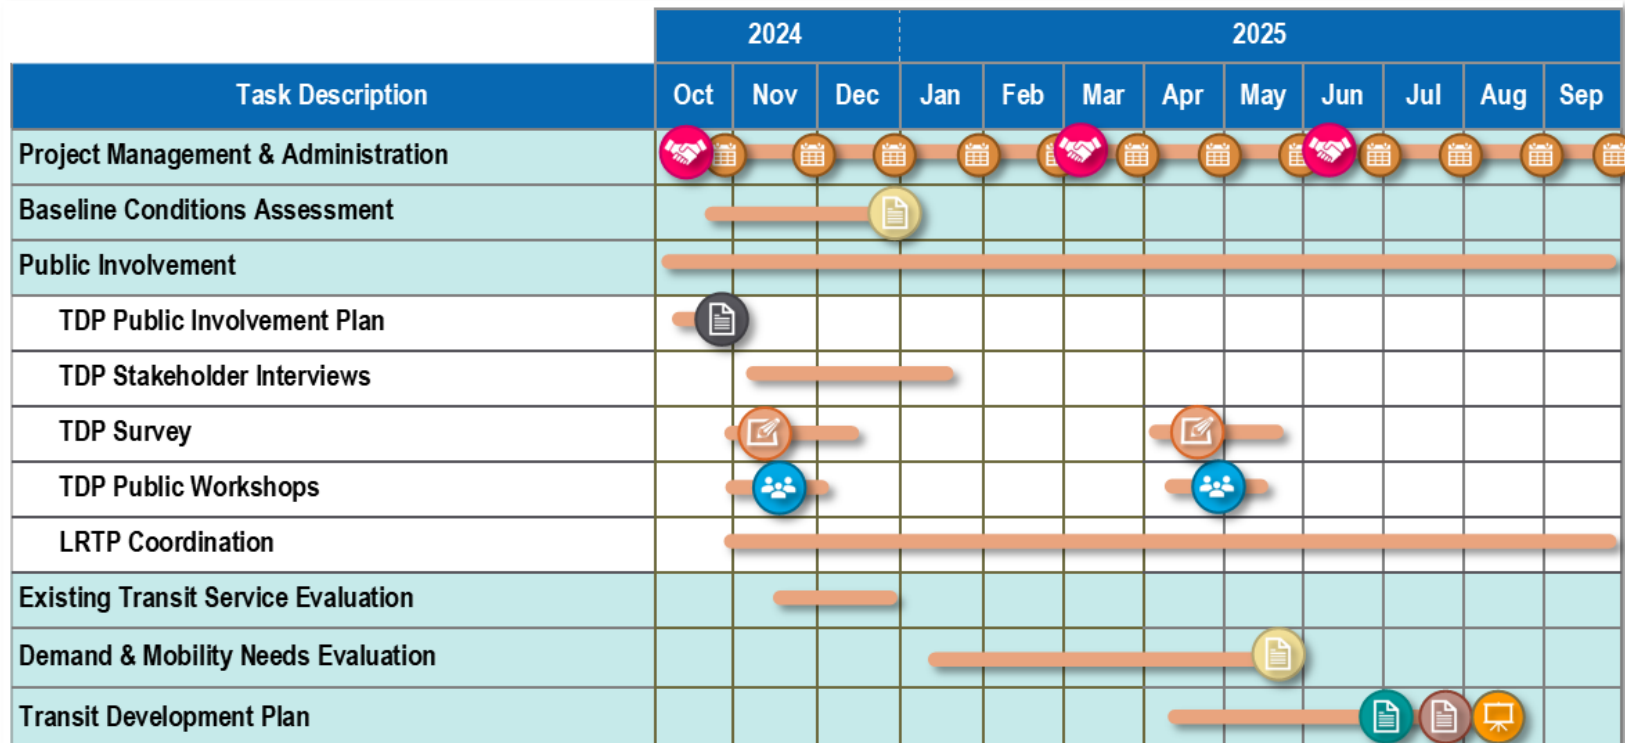 2024 2025
Task Description Oct Nov Dec Jan Feb Mar Apr May Jun Jul Aug Sep
Project Management & Administration
Baseline Conditions Assessment
Public Involvement
TDP Public Involvement Plan
TDP Stakeholder Interviews
TDP Survey
TDP Public Workshops
LRTP Coordination
Existing Transit Service Evaluation
Demand & Mobility Needs Evaluation
Transit Development Plan